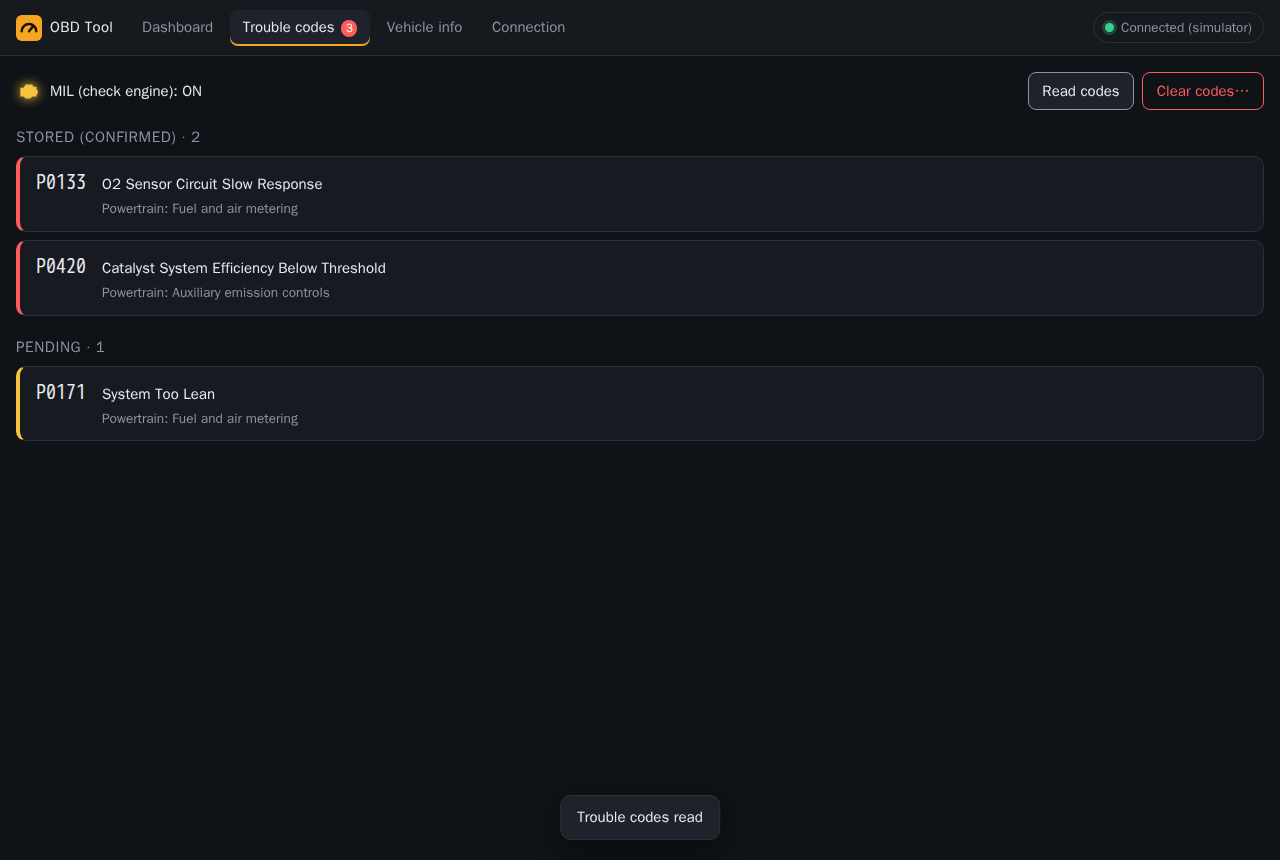 OBD Tool Dashboard Trouble codes 3 Vehicle info Connection Connected (simulator)
MIL (check engine): ON Read codes Clear codes…
STORED (CONFIRMED) · 2
P0133 O2 Sensor Circuit Slow Response
Powertrain: Fuel and air metering
P0420 Catalyst System Efficiency Below Threshold
Powertrain: Auxiliary emission controls
PENDING · 1
P0171 System Too Lean
Powertrain: Fuel and air metering
Trouble codes read